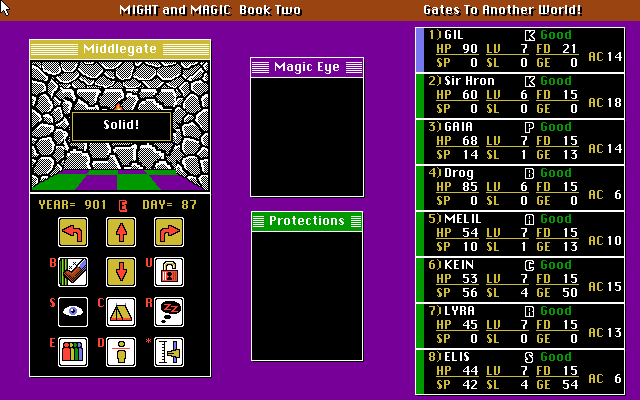 MIGHT and MAGIC Book Two Gates To Another World!
Middlegate
Solid!
YEAR= 901 E DAY= 87
B U
S C R
E D *
Magic Eye
Protections
1) GIL K Good
HP 90 LV 7 FD 21
SP 0 SL 0 GE 0 AC 14
2) Sir Hron K Good
HP 60 LV 6 FD 15
SP 0 SL 0 GE 0 AC 18
3) GAIA P Good
HP 68 LV 7 FD 15
SP 14 SL 1 GE 13 AC 14
4) Drog B Good
HP 85 LV 6 FD 15
SP 0 SL 0 GE 0 AC 6
5) MELIL A Good
HP 54 LV 7 FD 15
SP 10 SL 1 GE 13 AC 10
6) KEIN C Good
HP 53 LV 7 FD 15
SP 56 SL 4 GE 50 AC 15
7) LYRA R Good
HP 45 LV 7 FD 15
SP 0 SL 0 GE 0 AC 13
8) ELIS S Good
HP 44 LV 7 FD 15
SP 42 SL 4 GE 54 AC 6